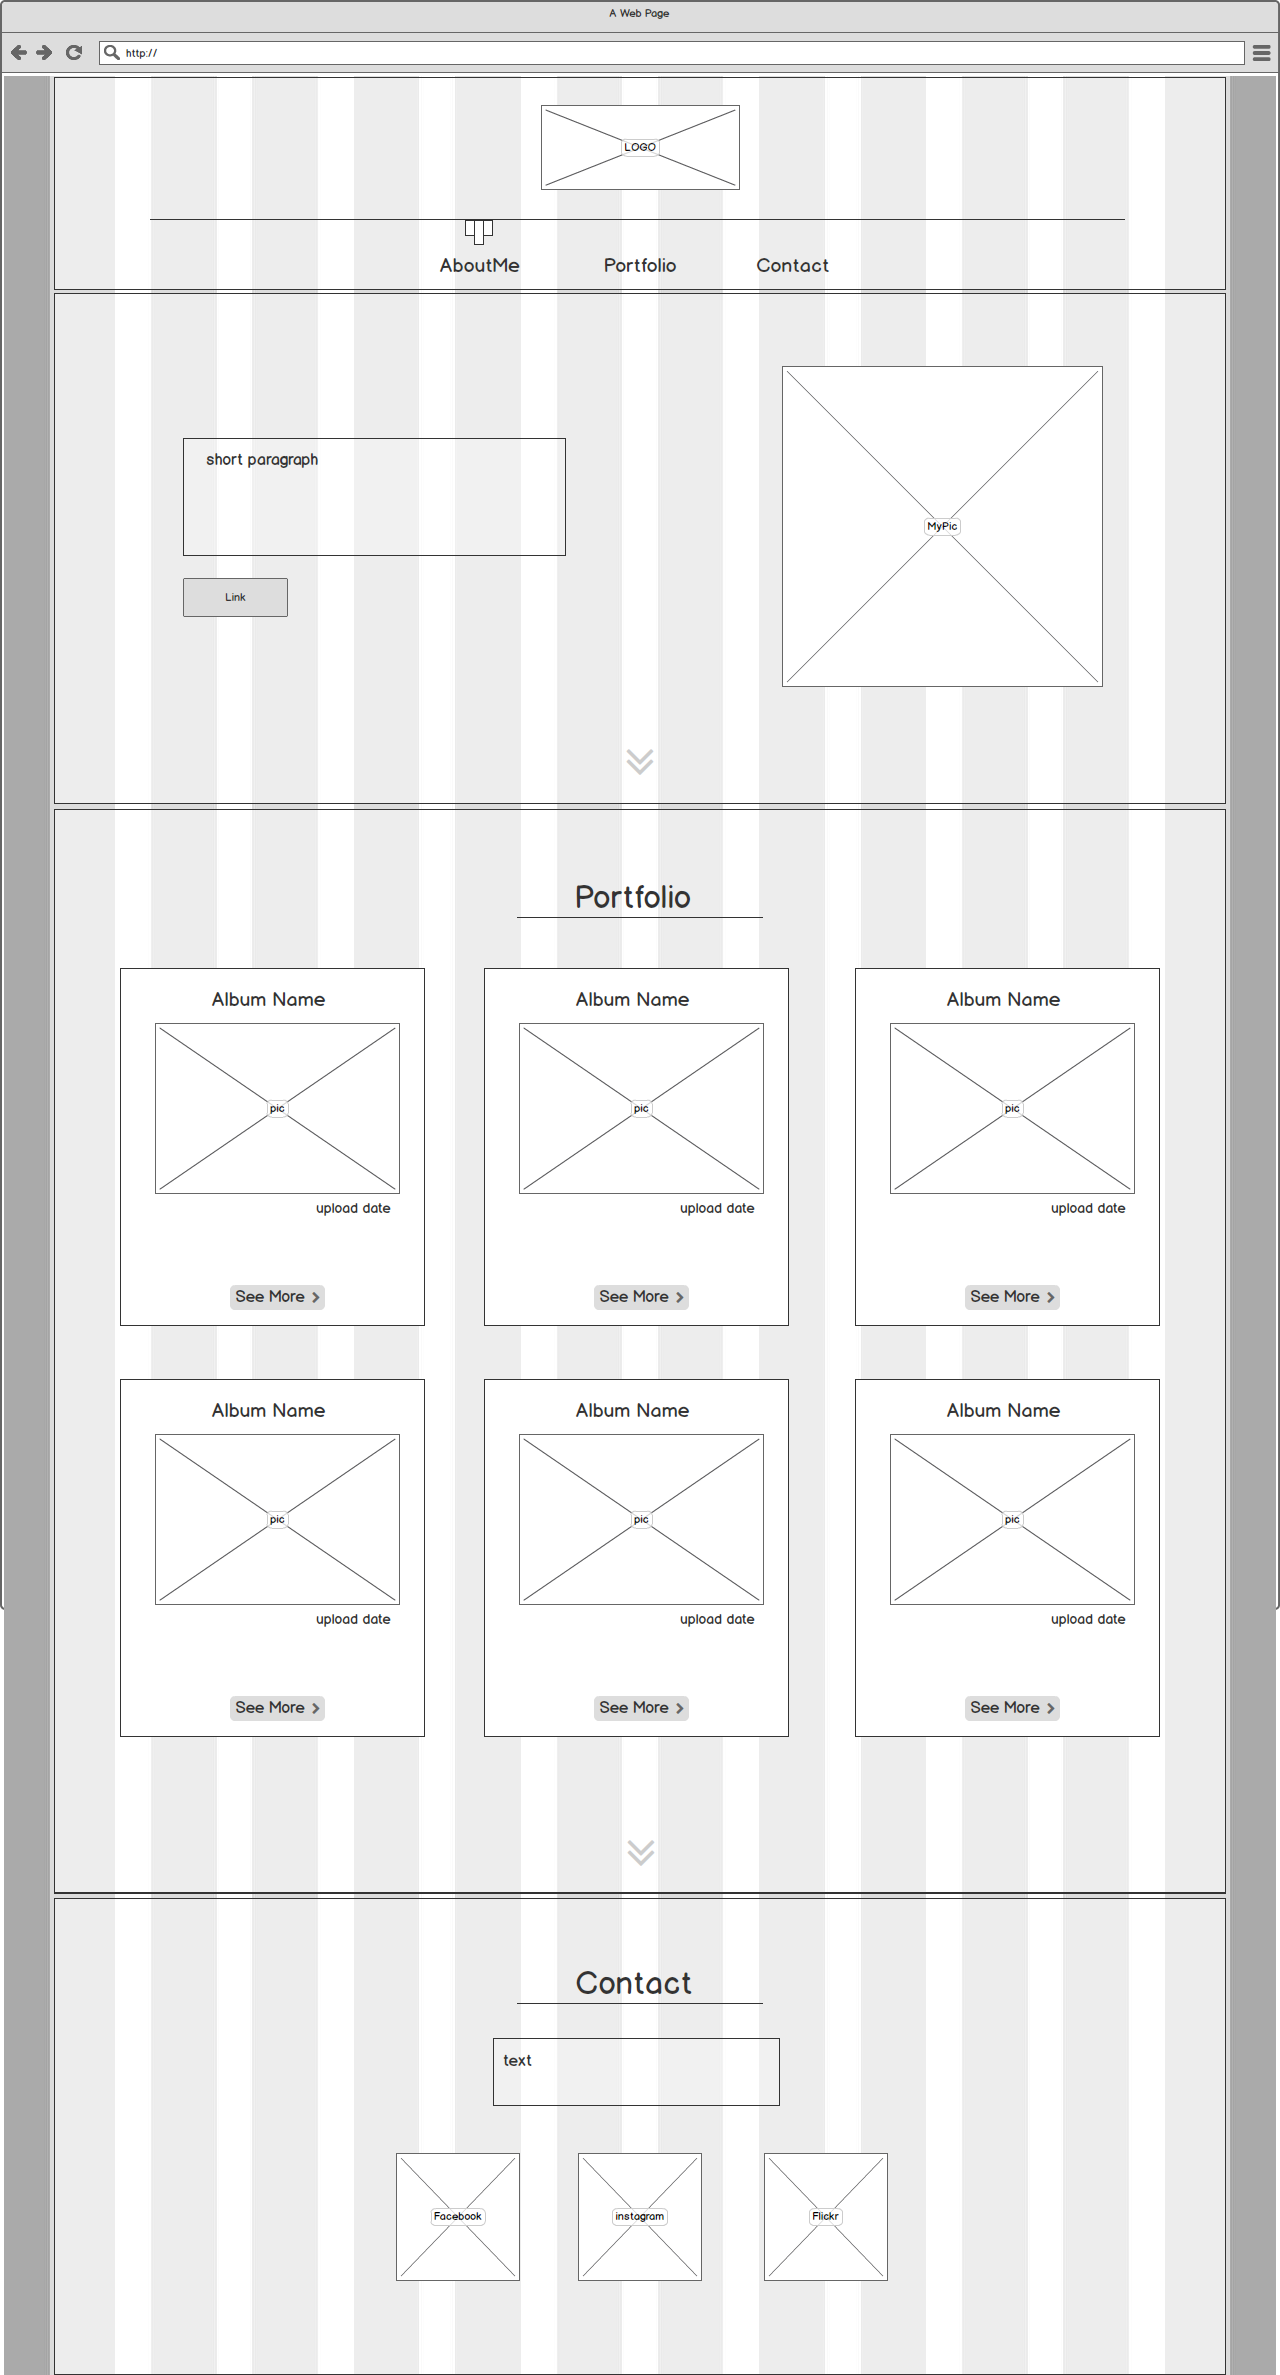 A Web Page
http://
LOGO
AboutMe Portfolio Contact
short paragraph
Link
MyPic
Portfolio
Album Name Album Name Album Name
pic pic pic
upload date upload date upload date
See More See More See More
Album Name Album Name Album Name
pic pic pic
upload date upload date upload date
See More See More See More
Contact
text
Facebook instagram Flickr